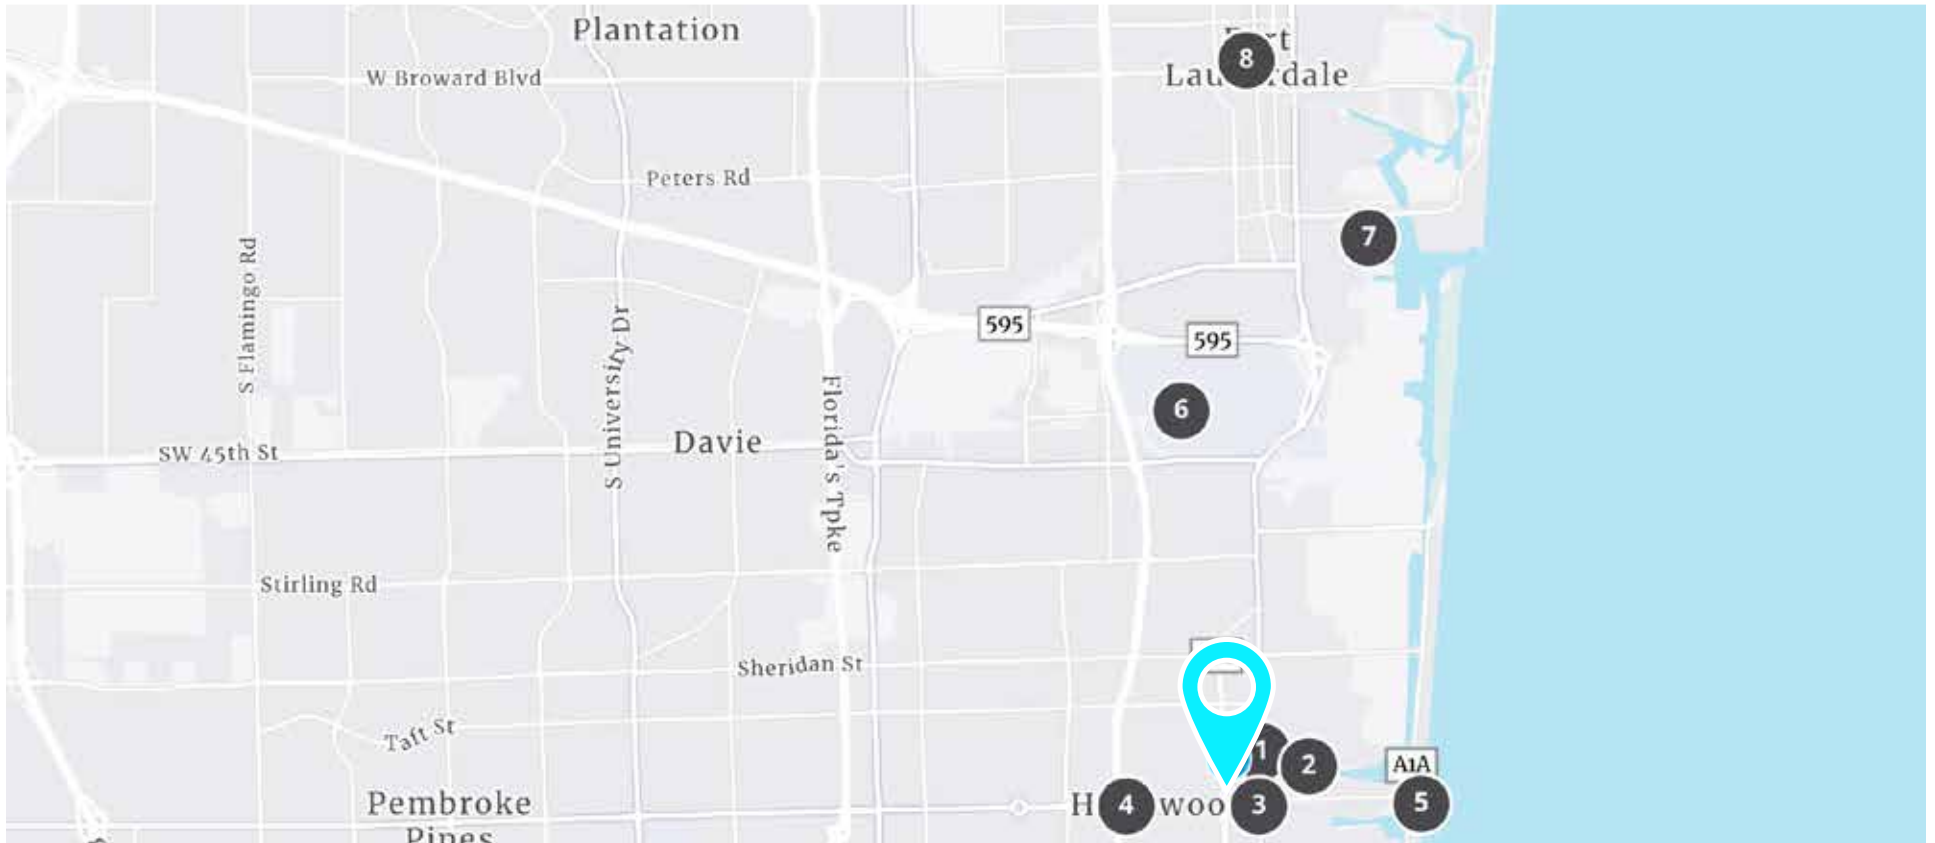 Plantation
8
W Broward Blvd
Peters Rd
7
S Flamingo Rd
595
595
S University Dr
Florida's Tpke
6
Davie
SW 45th St
Stirling Rd
Sheridan St
Taft St
1
2
A1A
Pembroke
Pines
4
3
5